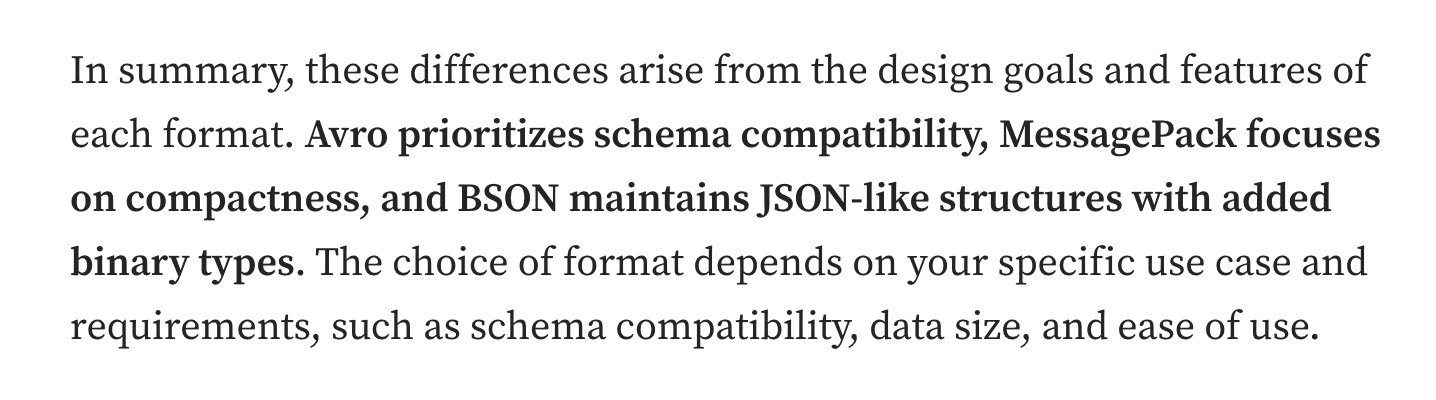 In summary, these differences arise from the design goals and features of
each format. Avro prioritizes schema compatibility, MessagePack focuses
on compactness, and BSON maintains JSON-like structures with added
binary types. The choice of format depends on your specific use case and
requirements, such as schema compatibility, data size, and ease of use.